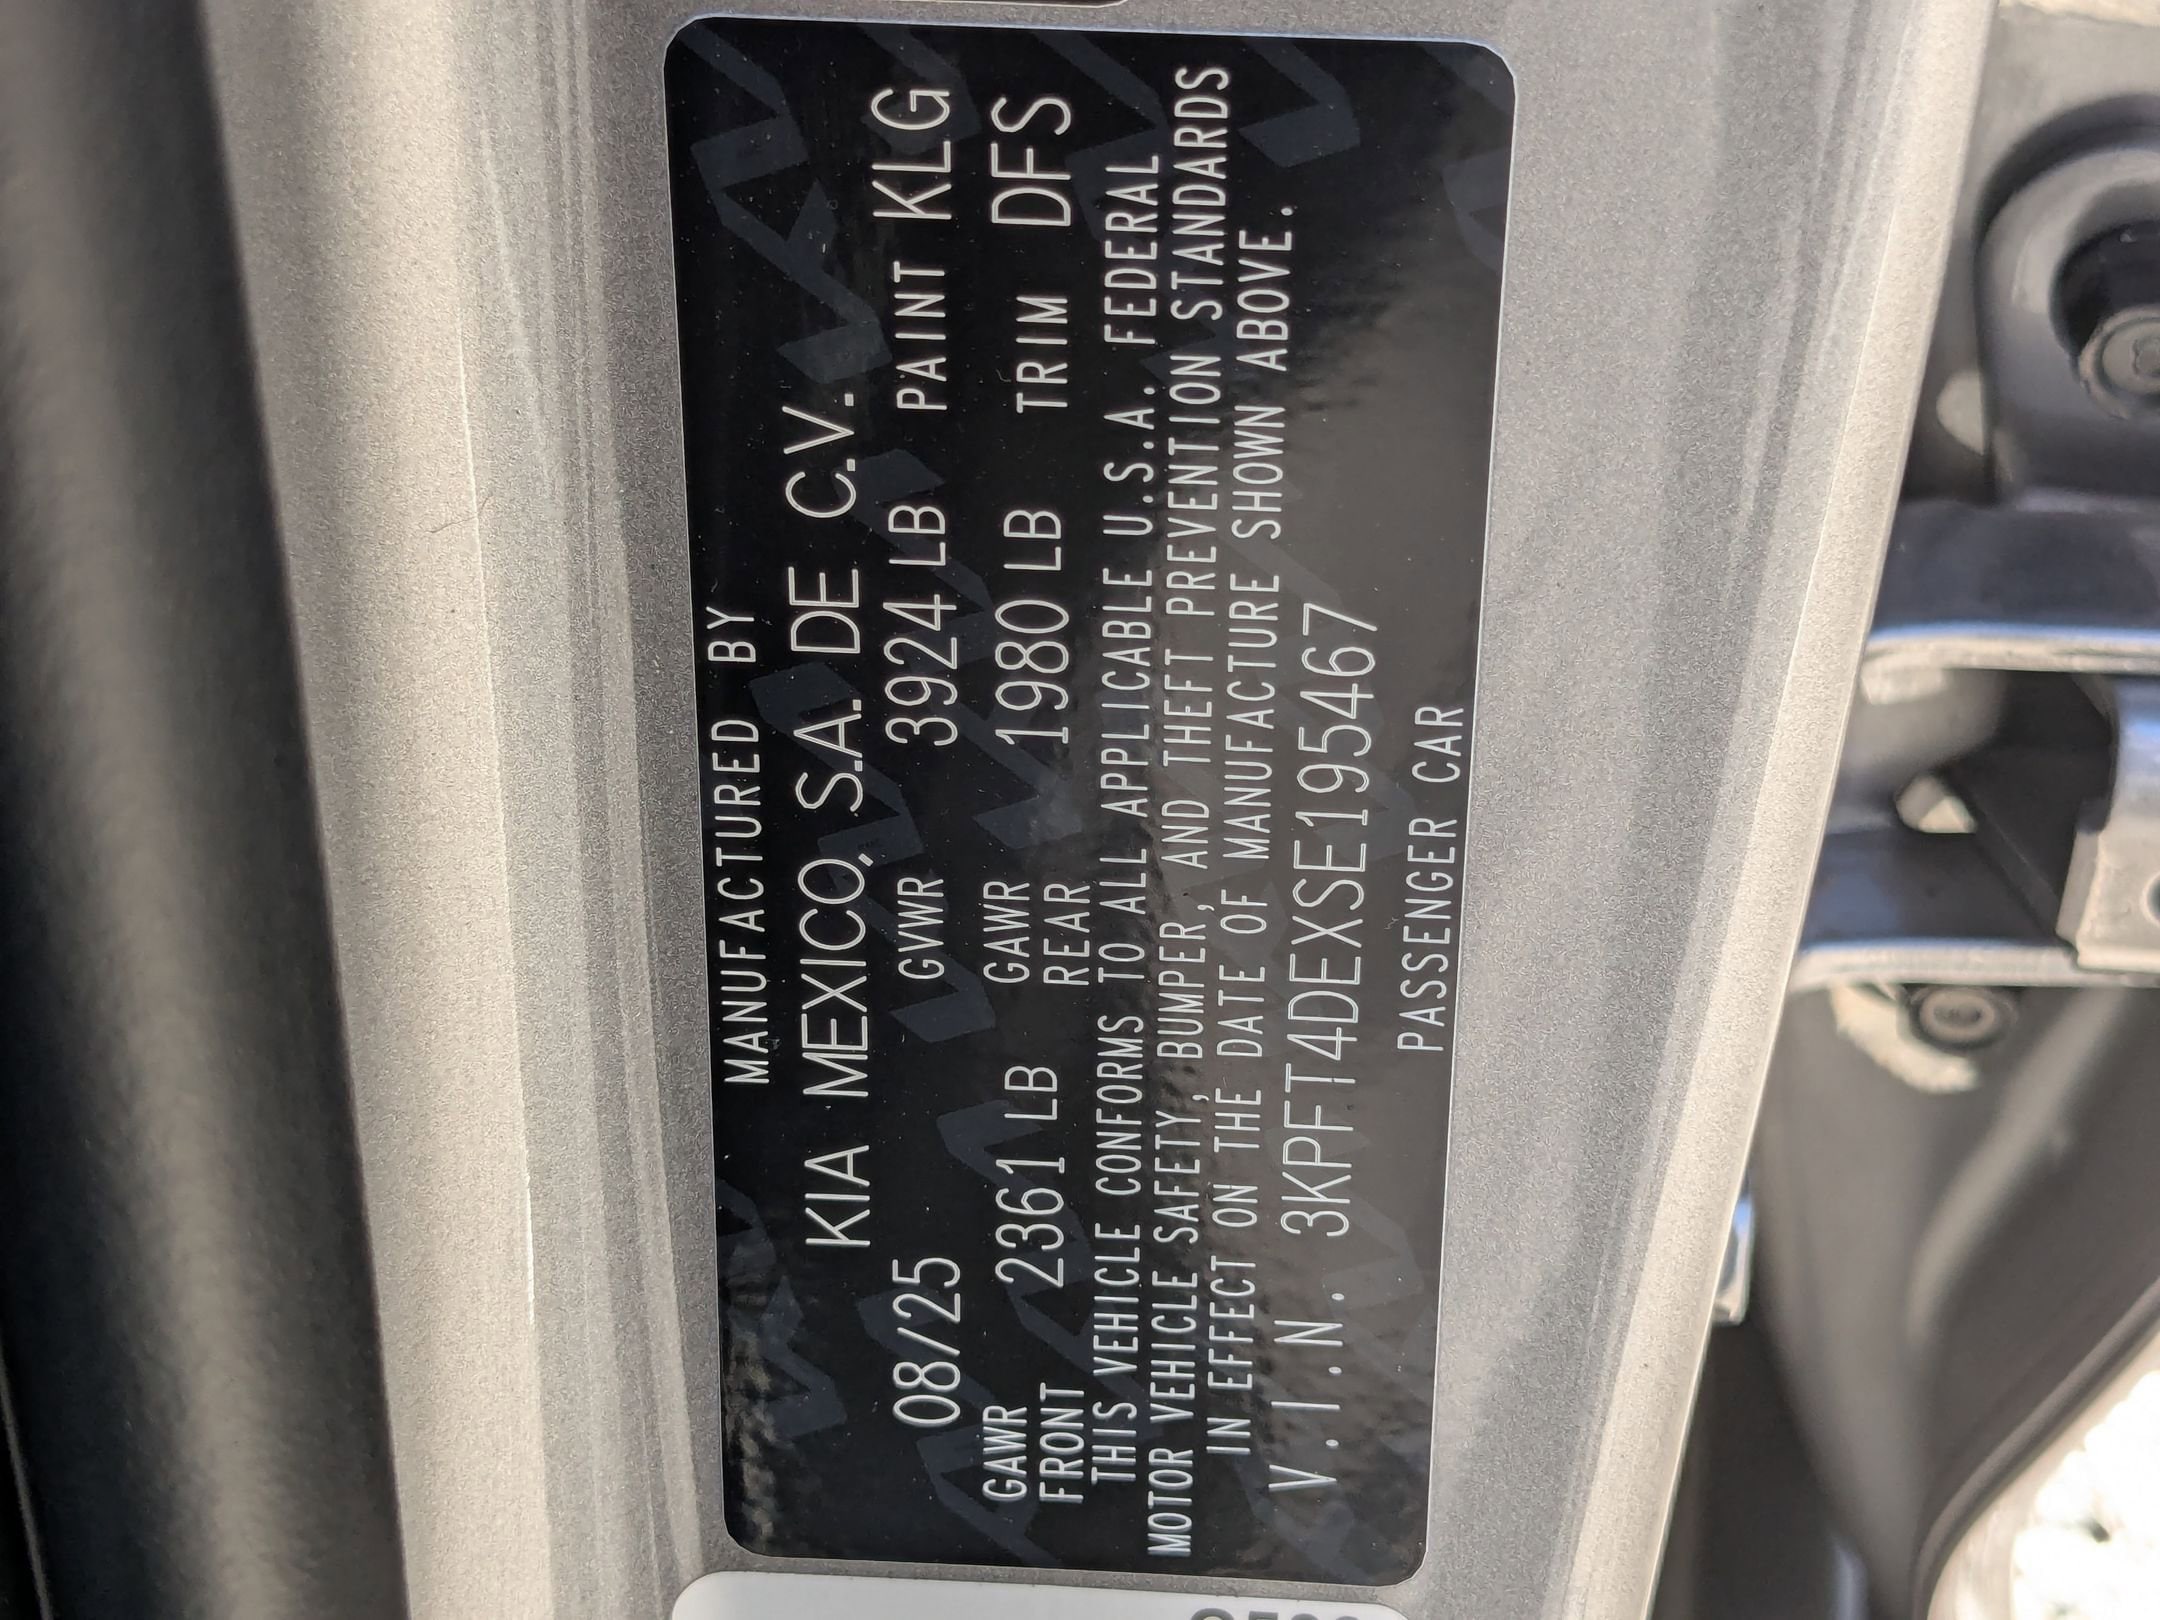 MANUFACTURED BY
KIA MEXICO, S.A. DE C.V.
08/25 GVWR 3924 LB PAINT KLG
GAWR FRONT 2361 LB GAWR REAR 1980 LB TRIM DFS
THIS VEHICLE CONFORMS TO ALL APPLICABLE U.S.A. FEDERAL
MOTOR VEHICLE SAFETY, BUMPER, AND THEFT PREVENTION STANDARDS
IN EFFECT ON THE DATE OF MANUFACTURE SHOWN ABOVE.
V.I.N. 3KPFT4DEXSE195467
PASSENGER CAR